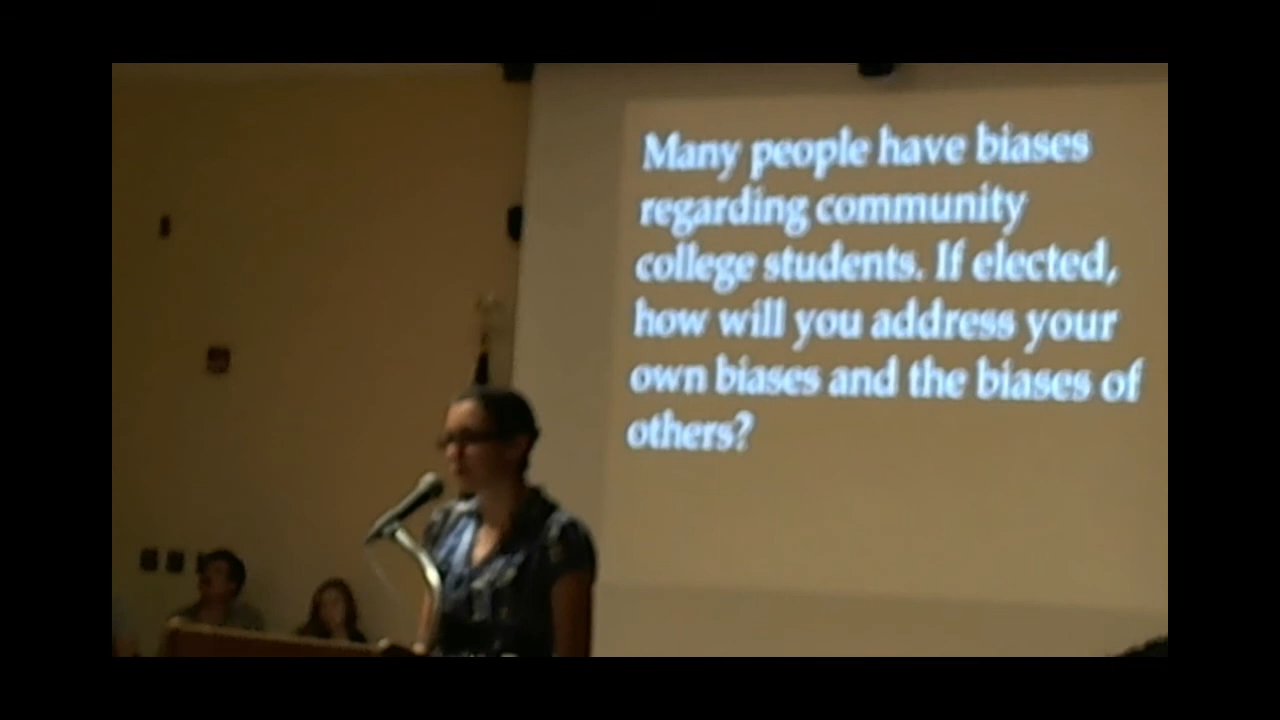 Many people have biases
regarding community
college students. If elected,
how will you address your
own biases and the biases of
others?